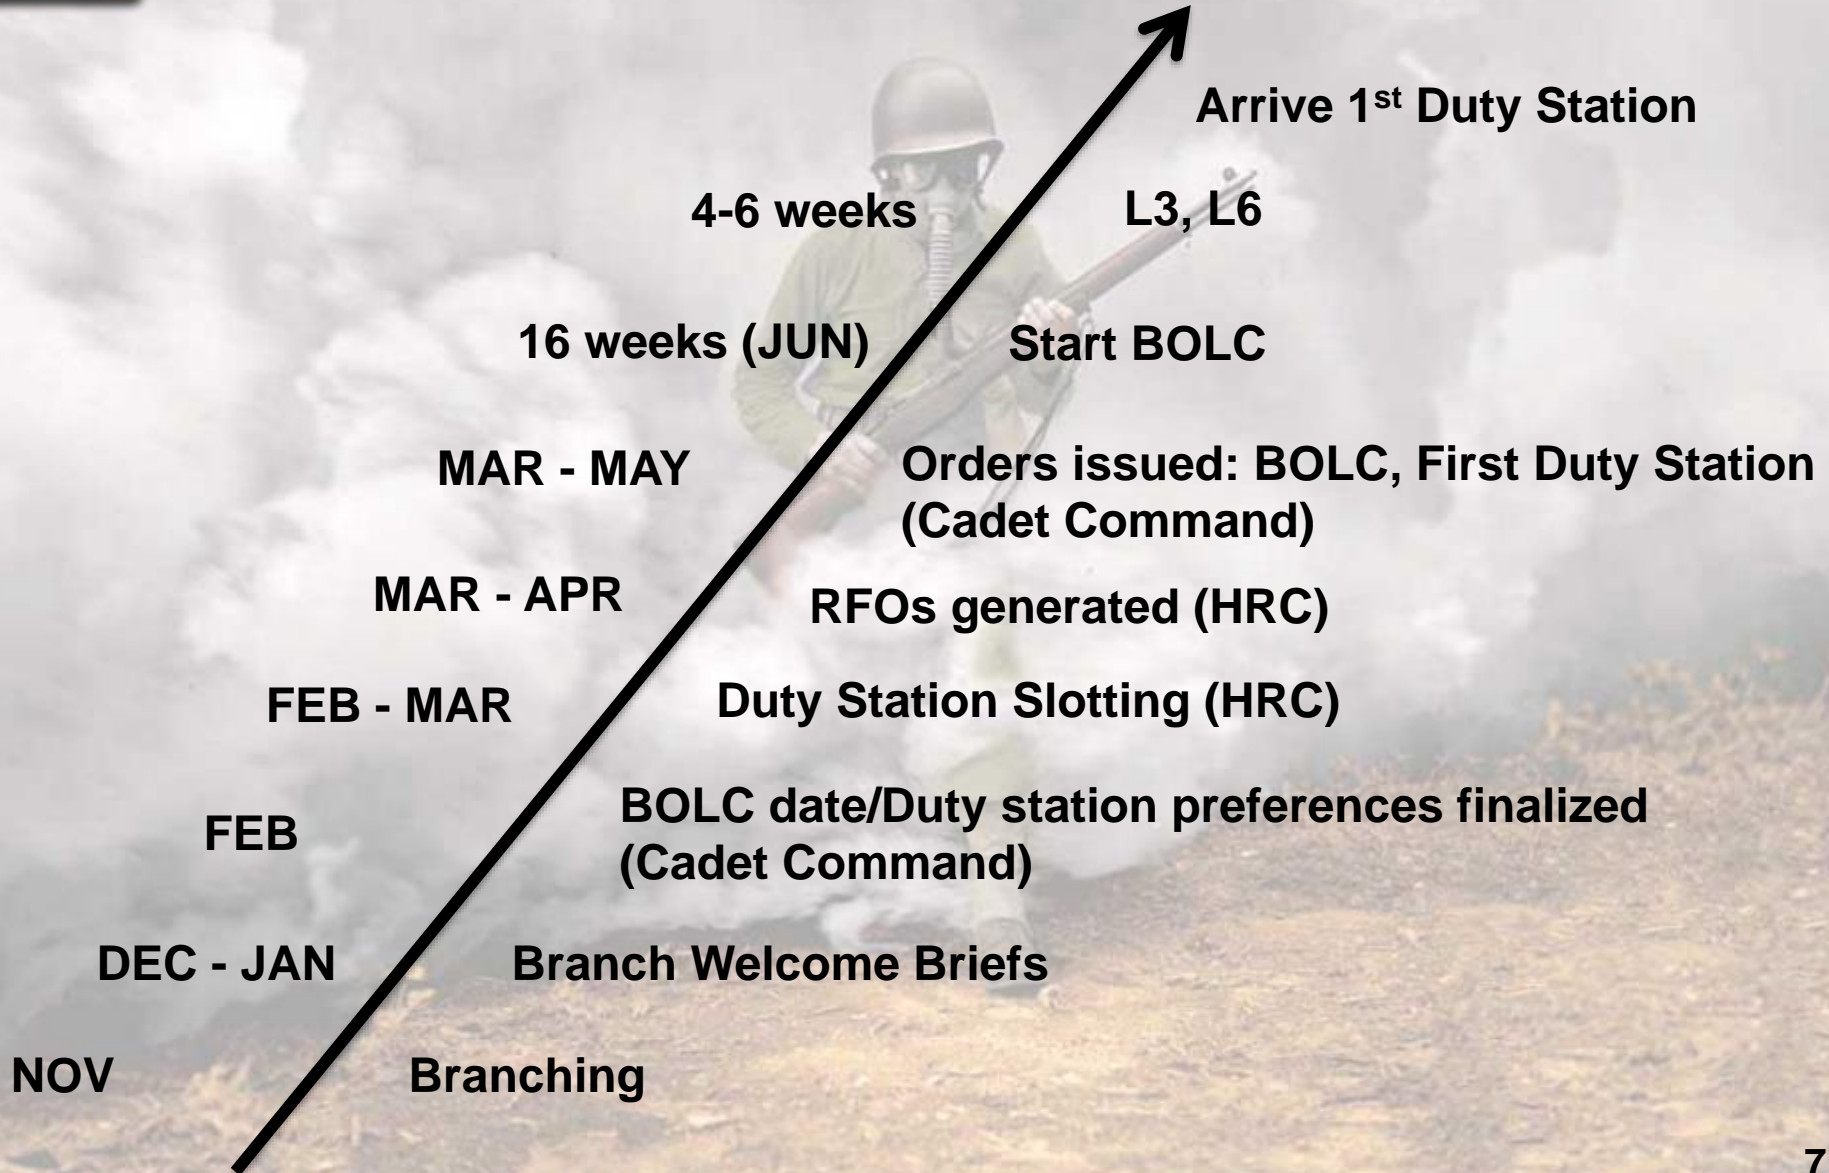 Arrive 1st Duty Station
4-6 weeks L3, L6
16 weeks (JUN) Start BOLC
MAR - MAY Orders issued: BOLC, First Duty Station
(Cadet Command)
MAR - APR RFOs generated (HRC)
FEB - MAR Duty Station Slotting (HRC)
FEB BOLC date/Duty station preferences finalized
(Cadet Command)
DEC - JAN Branch Welcome Briefs
NOV Branching
7